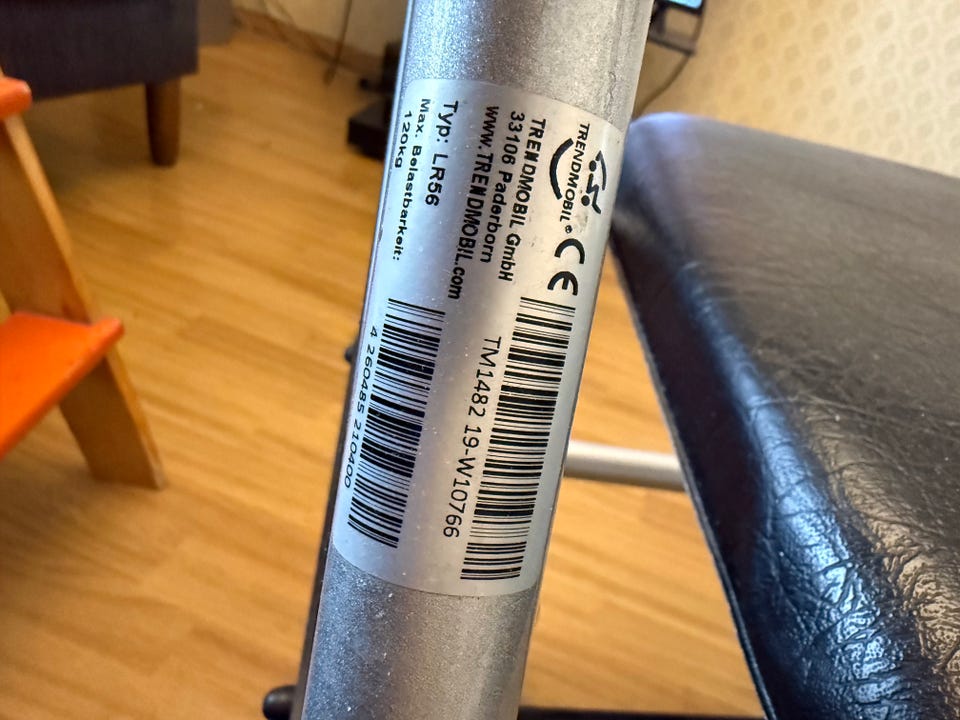 TRENDMOBIL®
CE
TRENDMOBIL GmbH
33106 Paderborn
www.TRENDMOBIL.com
Typ: LR56
Max. Belastbarkeit:
120kg
TM1482 19-W10766
4 260485 210400